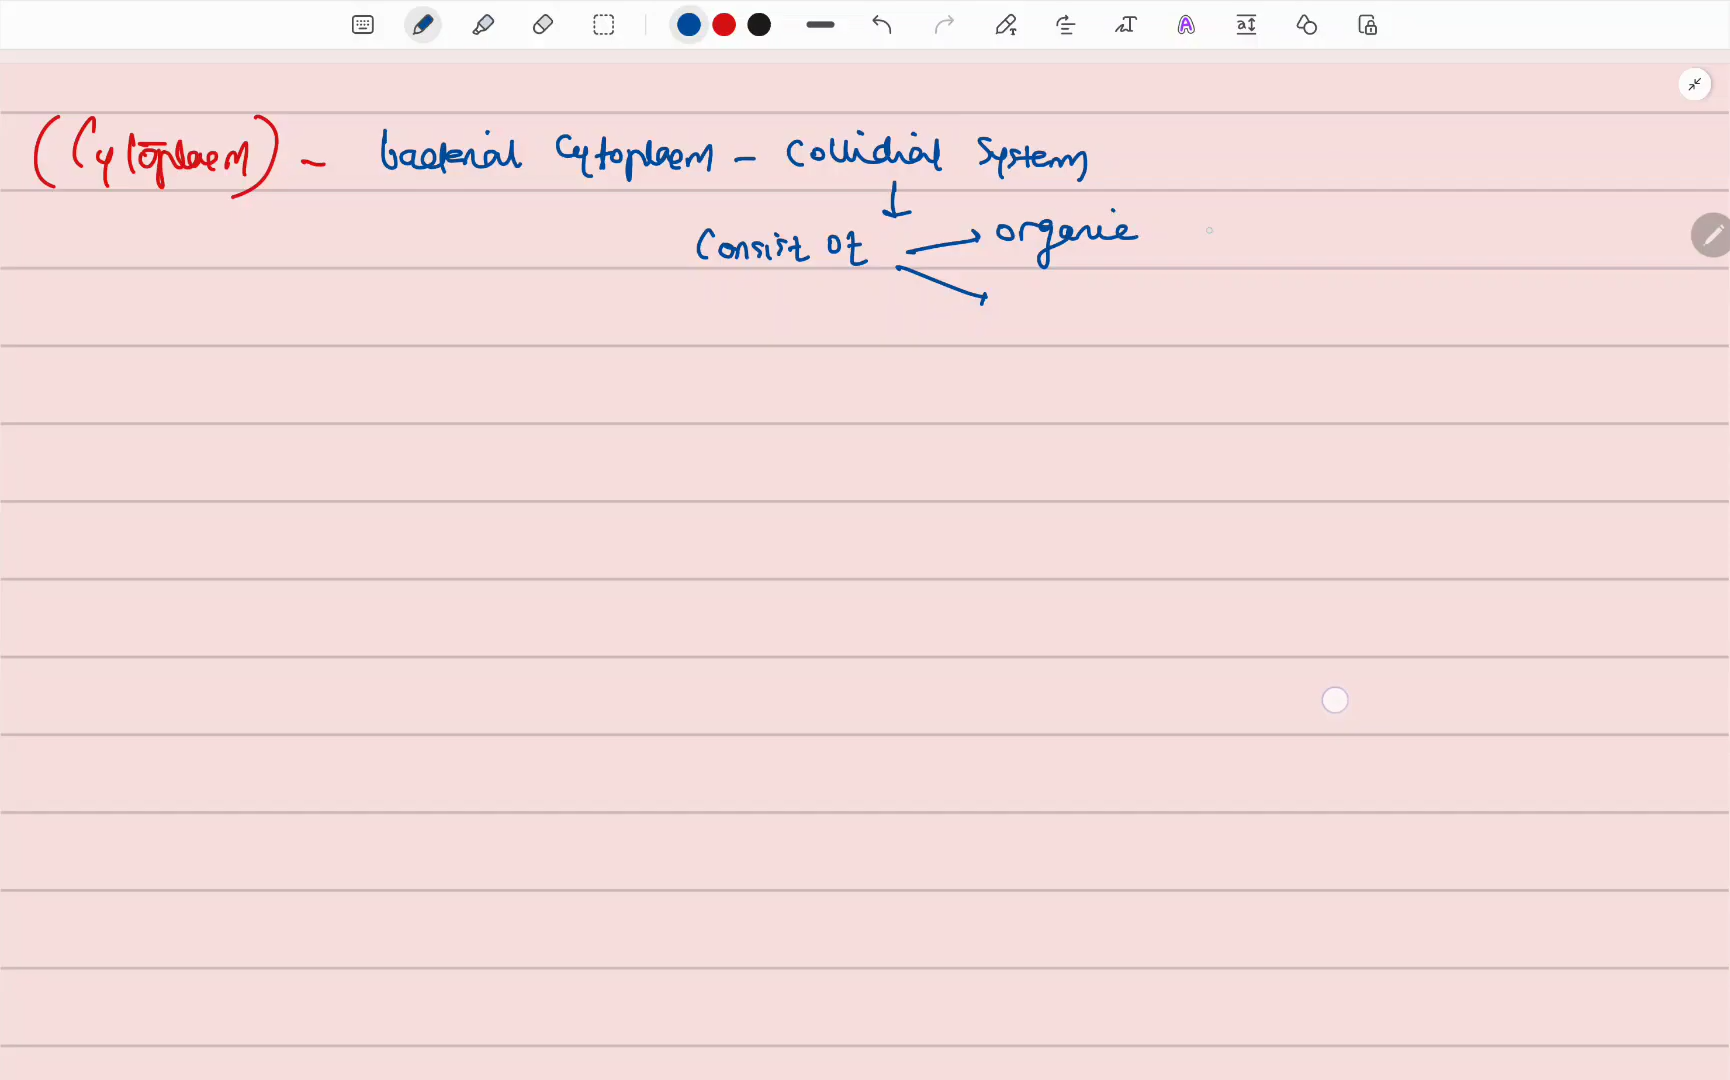 (Cytoplasm) - bacterial Cytoplasm - Collidial System
Consist of → organic